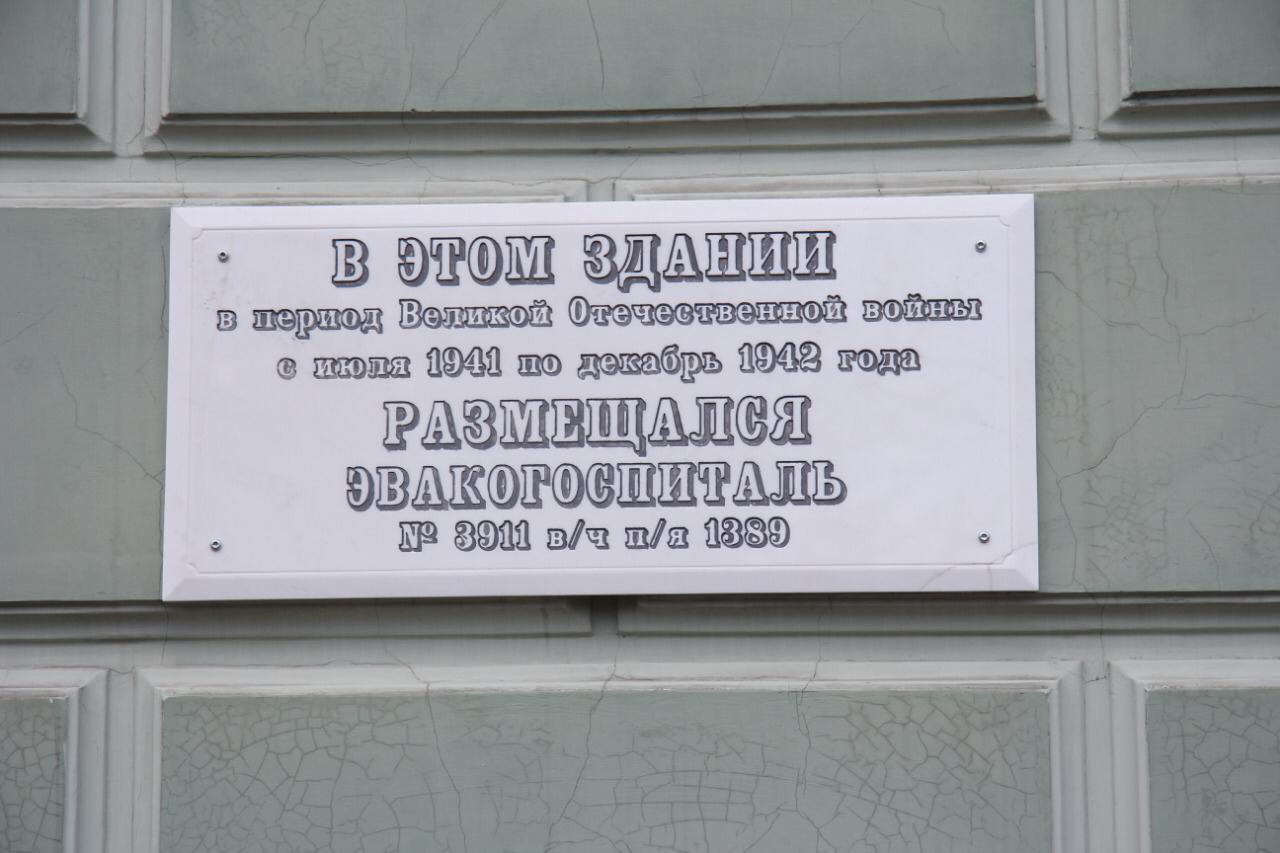 В ЭТОМ ЗДАНИИ
в период Великой Отечественной войны
с июля 1941 по декабрь 1942 года
РАЗМЕЩАЛСЯ
ЭВАКОГОСПИТАЛЬ
№ 3911 в/ч п/я 1389